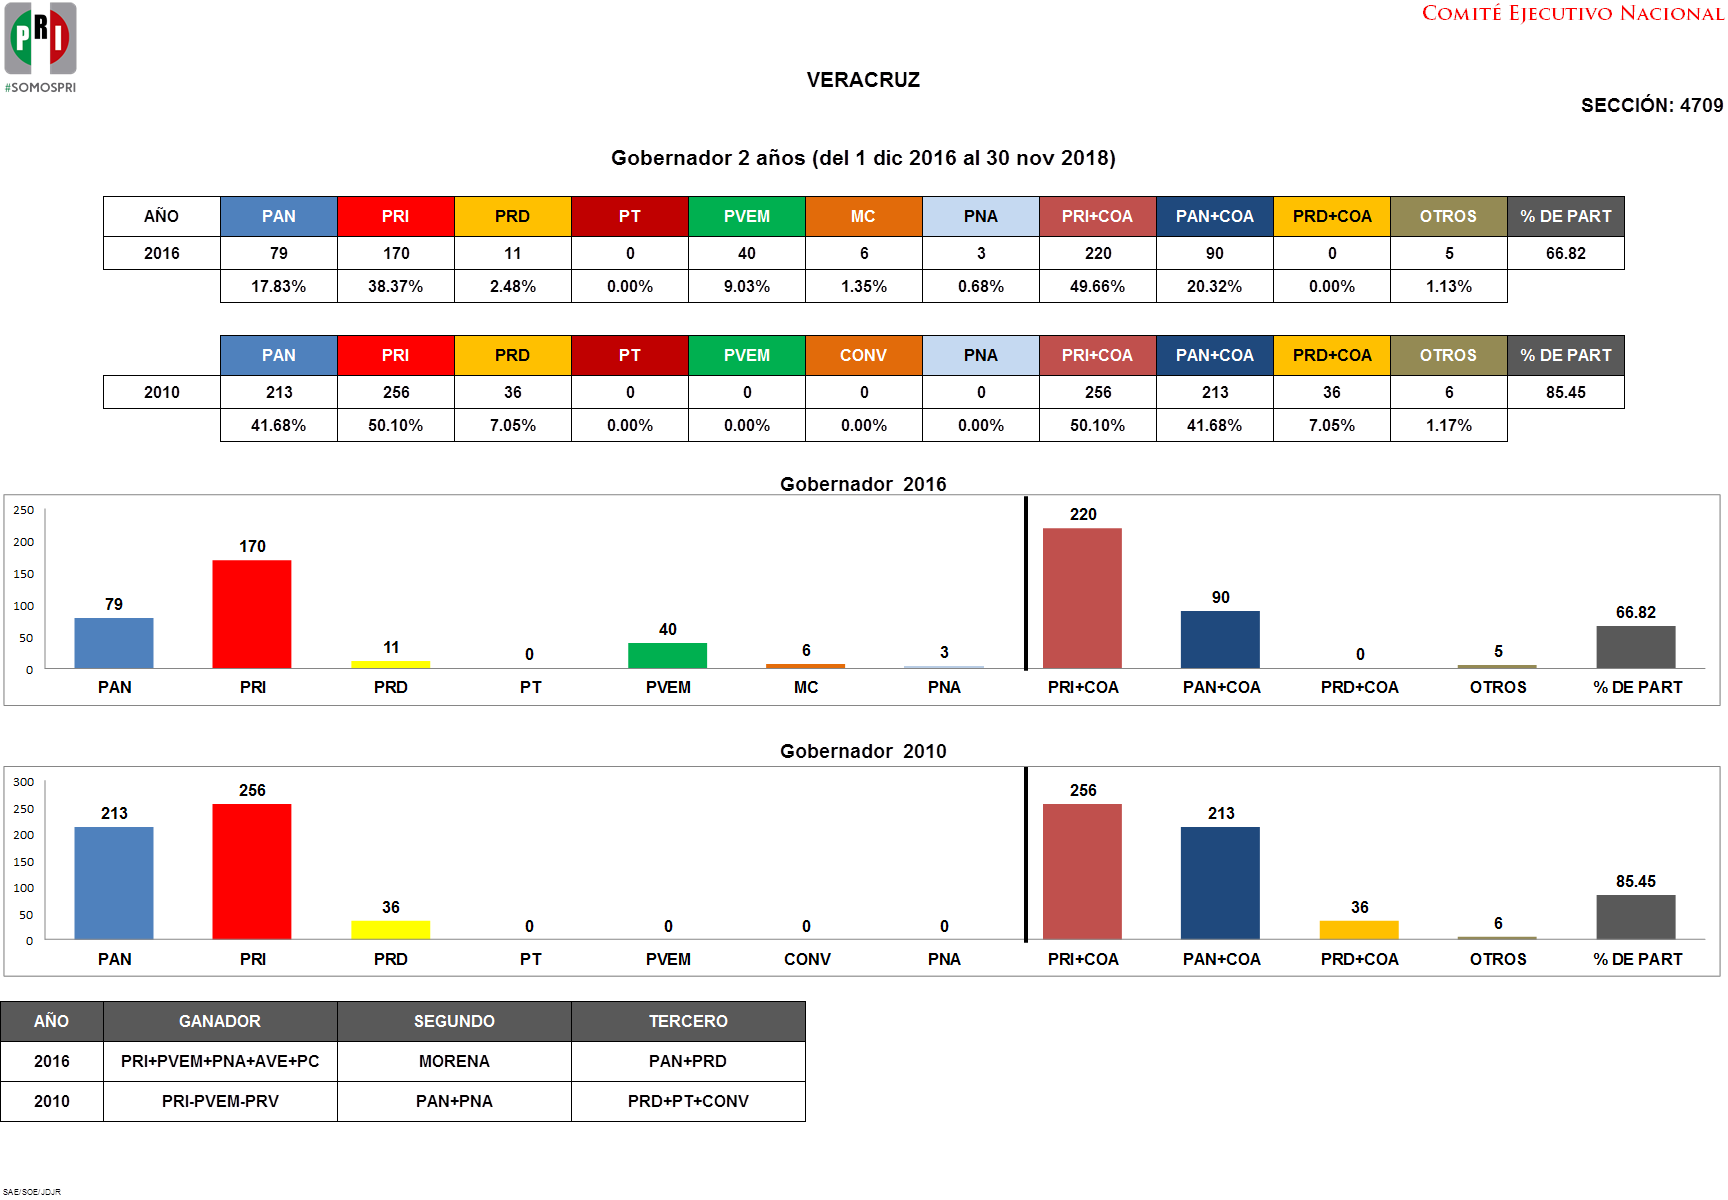 COMITÉ EJECUTIVO NACIONAL
PRI
#SOMOSPRI
VERACRUZ
SECCIÓN: 4709
Gobernador 2 años (del 1 dic 2016 al 30 nov 2018)
AÑO PAN PRI PRD PT PVEM MC PNA PRI+COA PAN+COA PRD+COA OTROS % DE PART
2016 79 170 11 0 40 6 3 220 90 0 5 66.82
17.83% 38.37% 2.48% 0.00% 9.03% 1.35% 0.68% 49.66% 20.32% 0.00% 1.13%
PAN PRI PRD PT PVEM CONV PNA PRI+COA PAN+COA PRD+COA OTROS % DE PART
2010 213 256 36 0 0 0 0 256 213 36 6 85.45
41.68% 50.10% 7.05% 0.00% 0.00% 0.00% 0.00% 50.10% 41.68% 7.05% 1.17%
Gobernador 2016
250
200
150
100
50
0
79 170 11 0 40 6 3 220 90 0 5 66.82
PAN PRI PRD PT PVEM MC PNA PRI+COA PAN+COA PRD+COA OTROS % DE PART
Gobernador 2010
300
250
200
150
100
50
0
213 256 36 0 0 0 0 256 213 36 6 85.45
PAN PRI PRD PT PVEM CONV PNA PRI+COA PAN+COA PRD+COA OTROS % DE PART
AÑO GANADOR SEGUNDO TERCERO
2016 PRI+PVEM+PNA+AVE+PC MORENA PAN+PRD
2010 PRI-PVEM-PRV PAN+PNA PRD+PT+CONV
SAE/SOE/JDJR